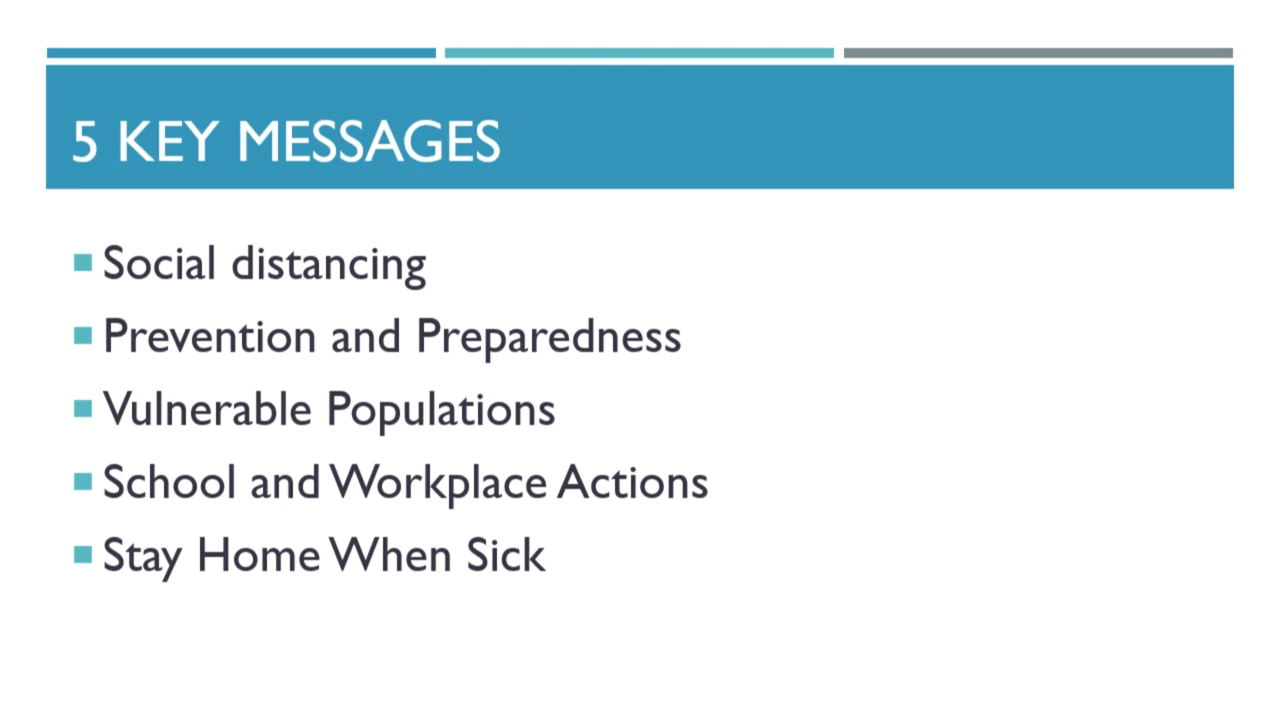 5 KEY MESSAGES
Social distancing
Prevention and Preparedness
Vulnerable Populations
School and Workplace Actions
Stay Home When Sick